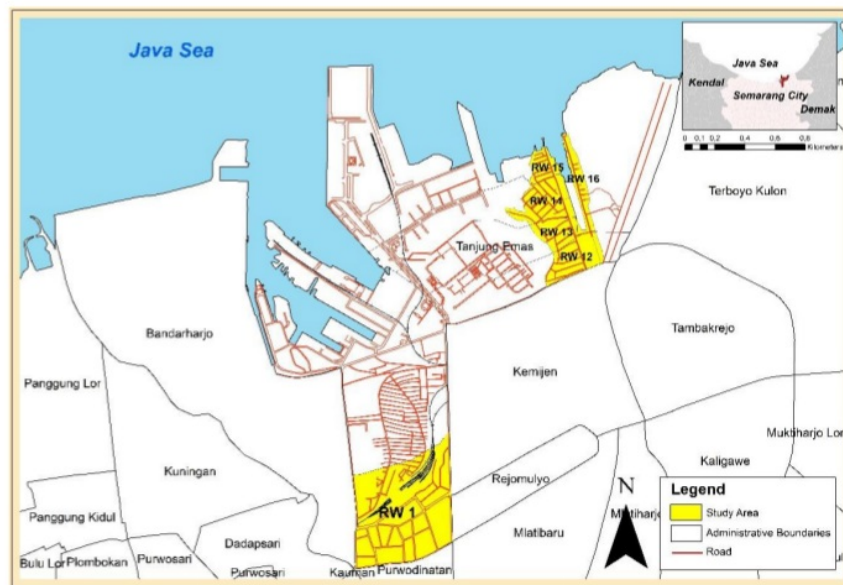 Java Sea
Java Sea
Kendal
Semarang City
Demak
0 0,1 0,2 0,4 0,6 0,8
Kilometers
RW 15
RW 16
RW 14
RW 13
RW 12
Terboyo Kulon
Tanjung Emas
Bandarharjo
Tambakrejo
Kemijen
Panggung Lor
Muktiharjo Lor
Kaligawe
Kuningan
Rejomulyo
RW 1
N
Legend
Study Area
Administrative Boundaries
Road
Panggung Kidul
Mlatibaru
Dadapsari
Bulu Lor
Plombokan
Purwosari
Purwosari
Kauman
Purwodinatan